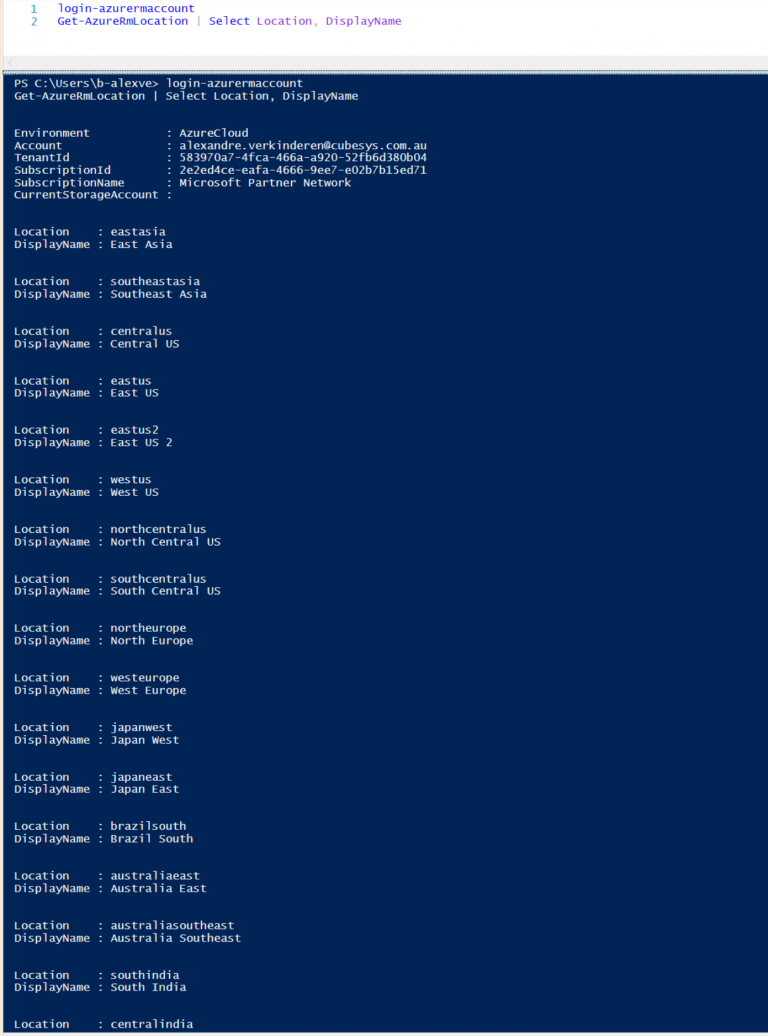 1 login-azurermaccount
2 Get-AzureRmLocation | Select Location, DisplayName
PS C:\Users\b-alexve> login-azurermaccount
Get-AzureRmLocation | Select Location, DisplayName
Environment : AzureCloud
Account : alexandre.verkinderen@cubesys.com.au
TenantId : 583970a7-4fca-466a-a920-52fb6d380b04
SubscriptionId : 2e2ed4ce-eafa-4666-9ee7-e02b7b15ed71
SubscriptionName : Microsoft Partner Network
CurrentStorageAccount :
Location : eastasia
DisplayName : East Asia
Location : southeastasia
DisplayName : Southeast Asia
Location : centralus
DisplayName : Central US
Location : eastus
DisplayName : East US
Location : eastus2
DisplayName : East US 2
Location : westus
DisplayName : West US
Location : northcentralus
DisplayName : North Central US
Location : southcentralus
DisplayName : South Central US
Location : northeurope
DisplayName : North Europe
Location : westeurope
DisplayName : West Europe
Location : japanwest
DisplayName : Japan West
Location : japaneast
DisplayName : Japan East
Location : brazilsouth
DisplayName : Brazil South
Location : australiaeast
DisplayName : Australia East
Location : australiasoutheast
DisplayName : Australia Southeast
Location : southindia
DisplayName : South India
Location : centralindia